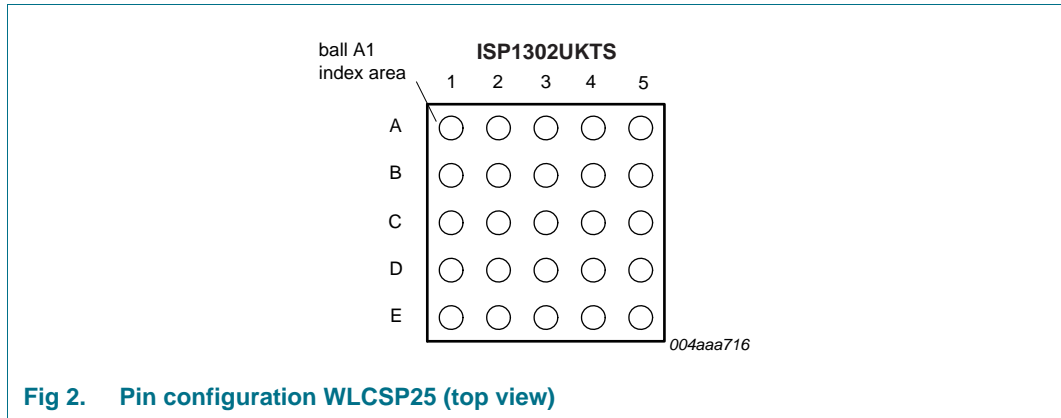 ball A1
index area
ISP1302UKTS
1 2 3 4 5
A
B
C
D
E
004aaa716
Fig 2. Pin configuration WLCSP25 (top view)